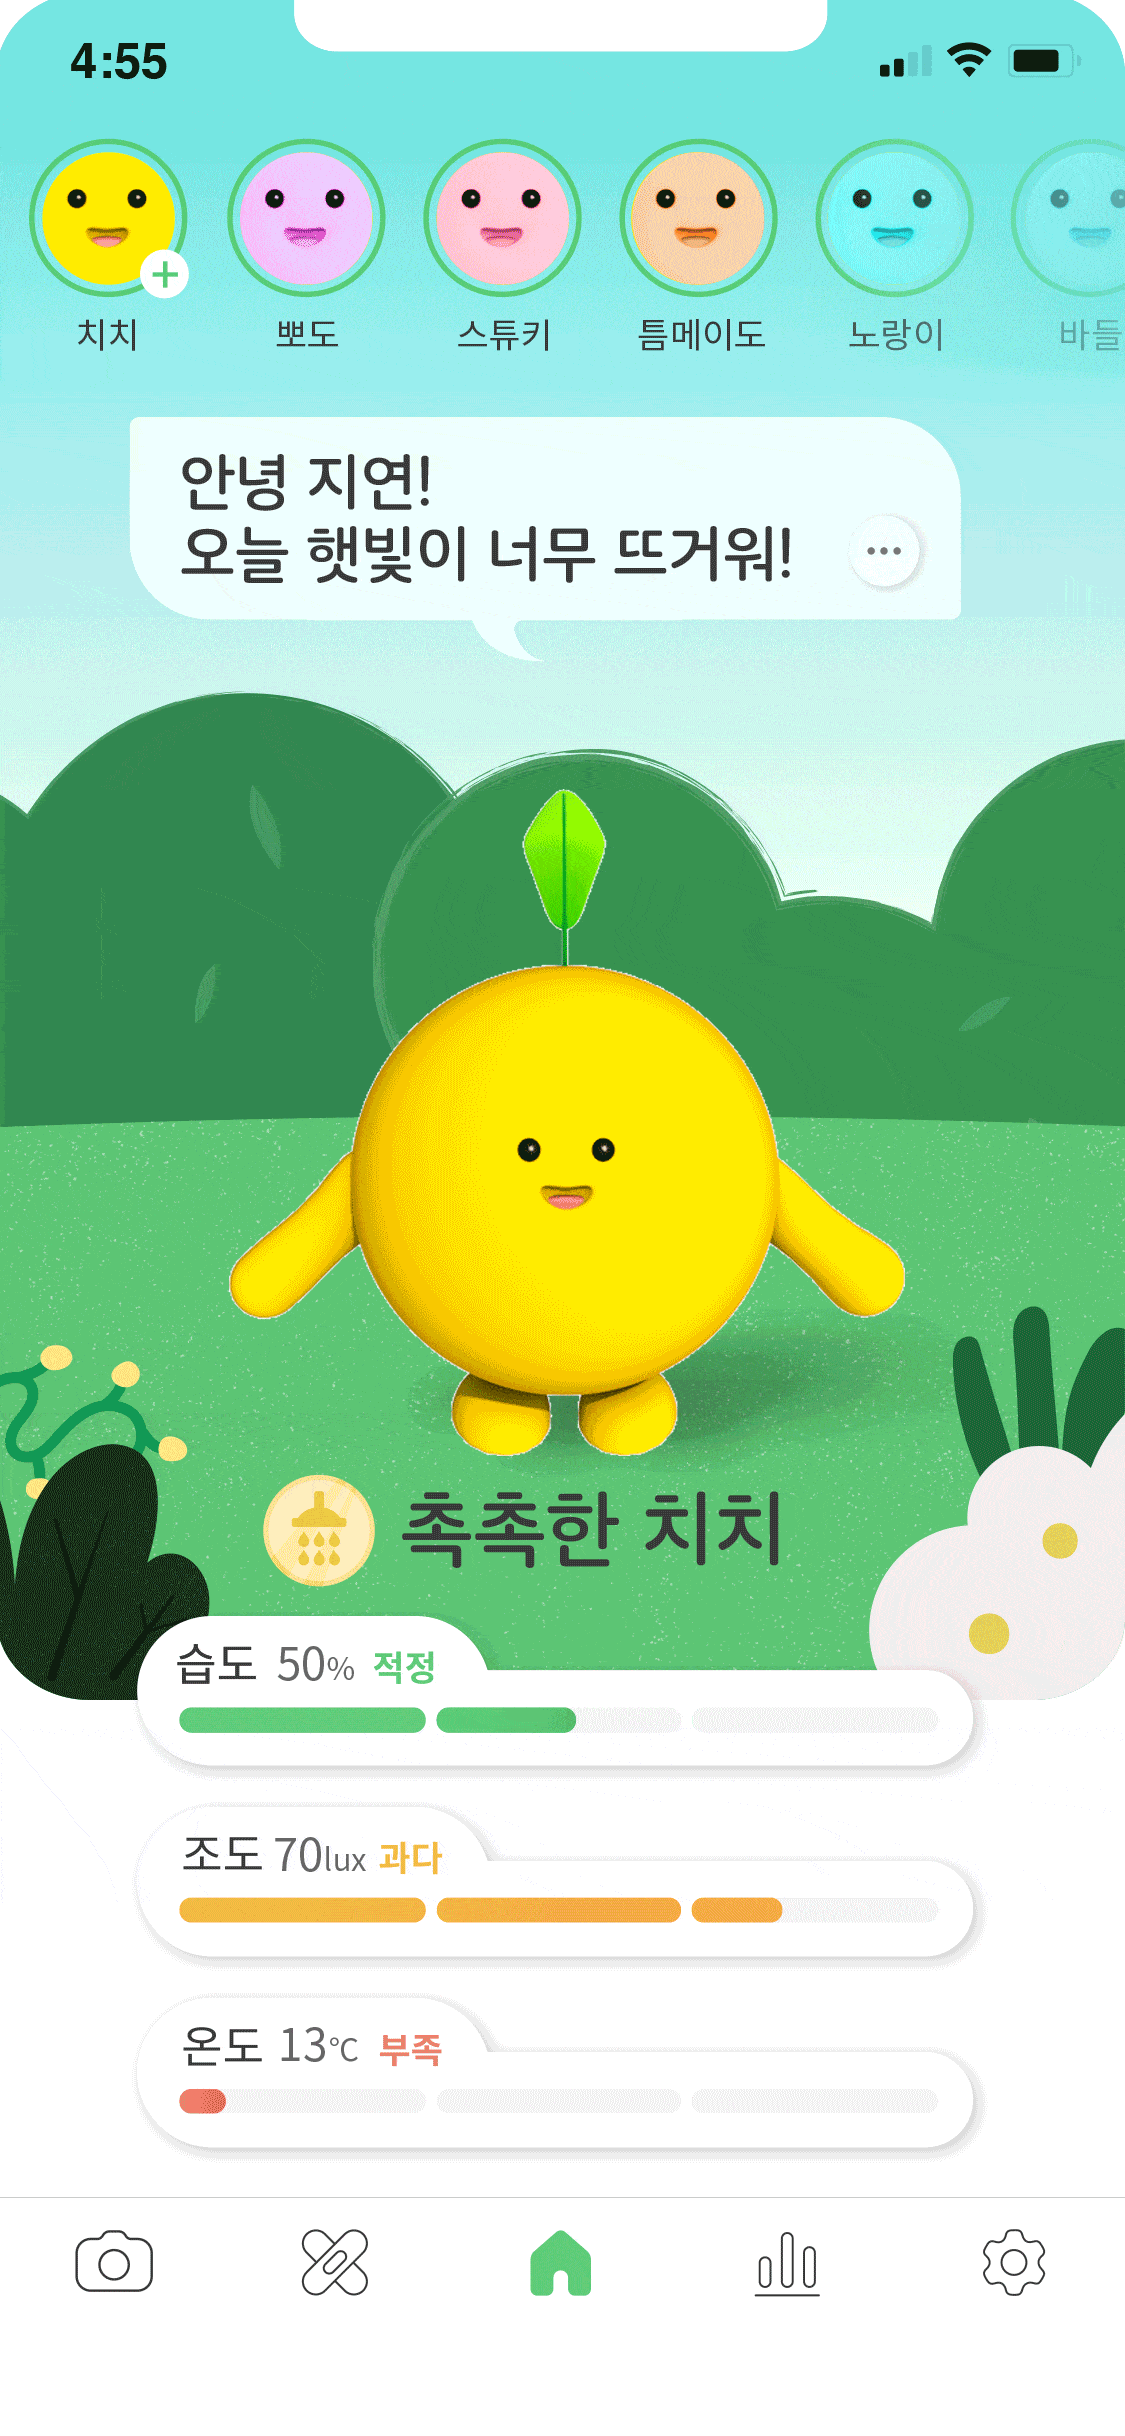 4:55
치치
뽀도
스튜키
틈메이도
노랑이
바들
안녕 지연!
오늘 햇빛이 너무 뜨거워!
촉촉한 치치
습도 50% 적정
조도 70lux 과다
온도 13°C 부족